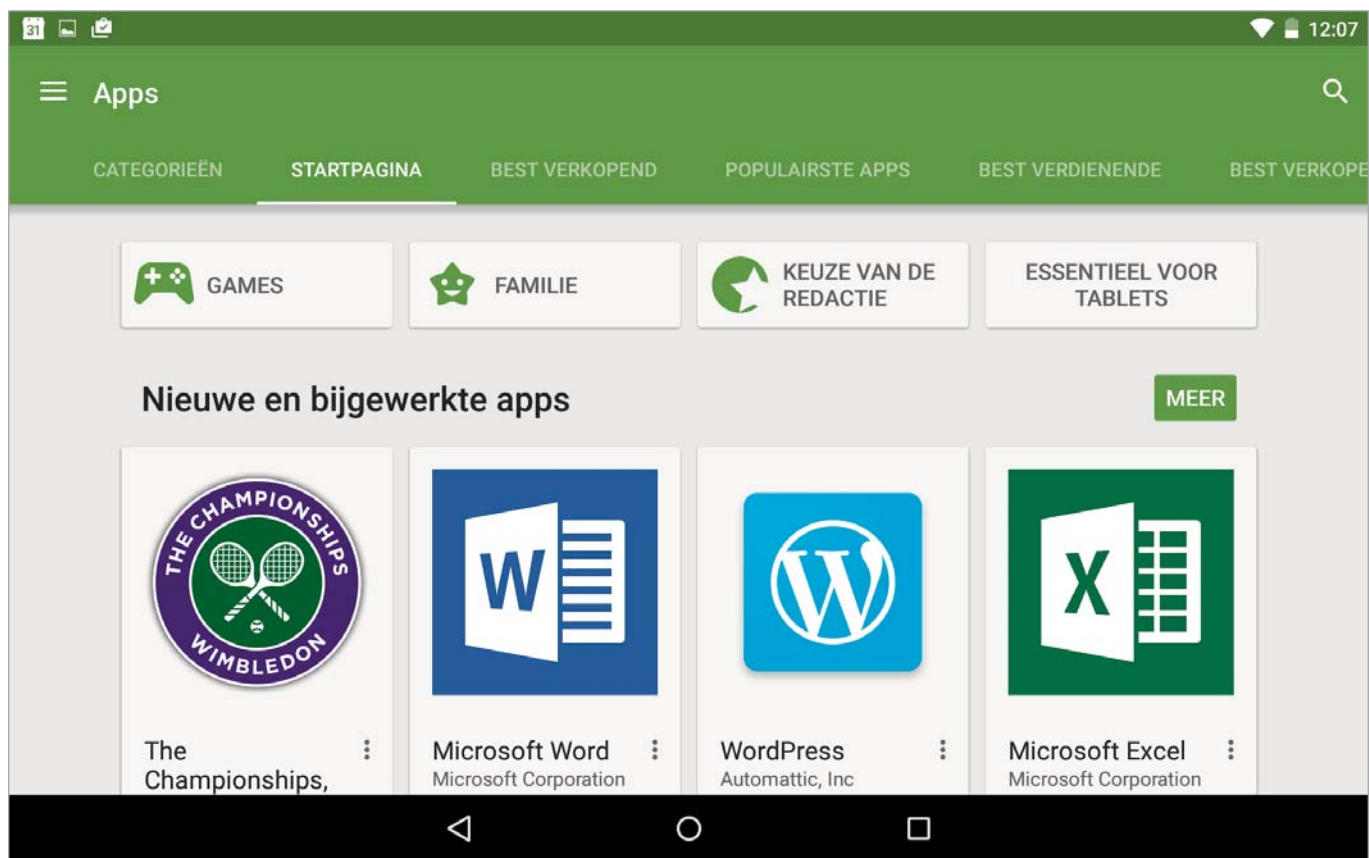 31
12:07
Apps
CATEGORIEËN STARTPAGINA BEST VERKOPEND POPULAIRSTE APPS BEST VERDIENENDE BEST VERKOPE
GAMES
FAMILIE
KEUZE VAN DE
REDACTIE
ESSENTIEEL VOOR
TABLETS
Nieuwe en bijgewerkte apps
MEER
THE CHAMPIONSHIPS
WIMBLEDON
W
W
X
The
Championships,
Microsoft Word
Microsoft Corporation
WordPress
Automattic, Inc
Microsoft Excel
Microsoft Corporation